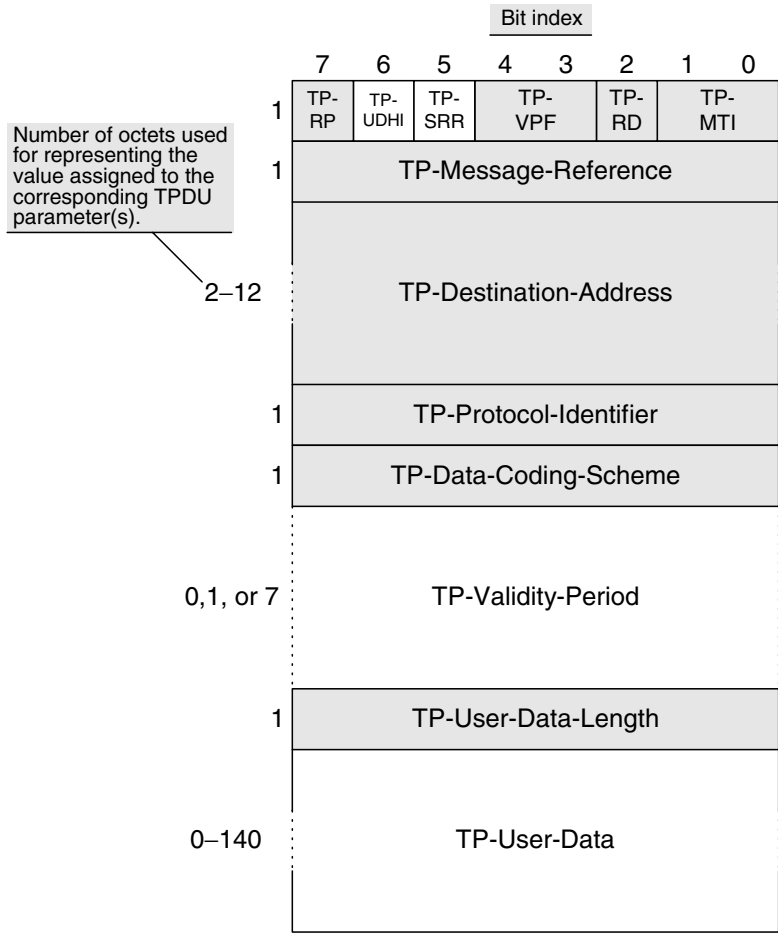 Bit index
7 6 5 4 3 2 1 0
1 TP-RP TP-UDHI TP-SRR TP-VPF TP-RD TP-MTI
Number of octets used
for representing the
value assigned to the
corresponding TPDU
parameter(s).
1 TP-Message-Reference
2–12 TP-Destination-Address
1 TP-Protocol-Identifier
1 TP-Data-Coding-Scheme
0,1, or 7 TP-Validity-Period
1 TP-User-Data-Length
0–140 TP-User-Data